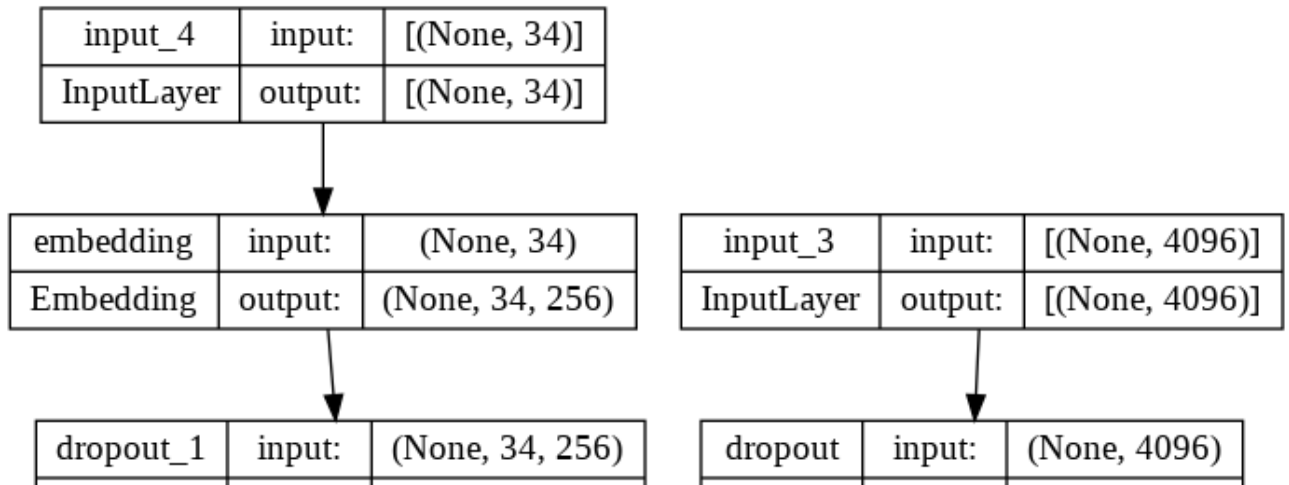 input_4 input: [(None, 34)]
InputLayer output: [(None, 34)]
embedding input: (None, 34)
Embedding output: (None, 34, 256)
input_3 input: [(None, 4096)]
InputLayer output: [(None, 4096)]
dropout_1 input: (None, 34, 256)
dropout input: (None, 4096)